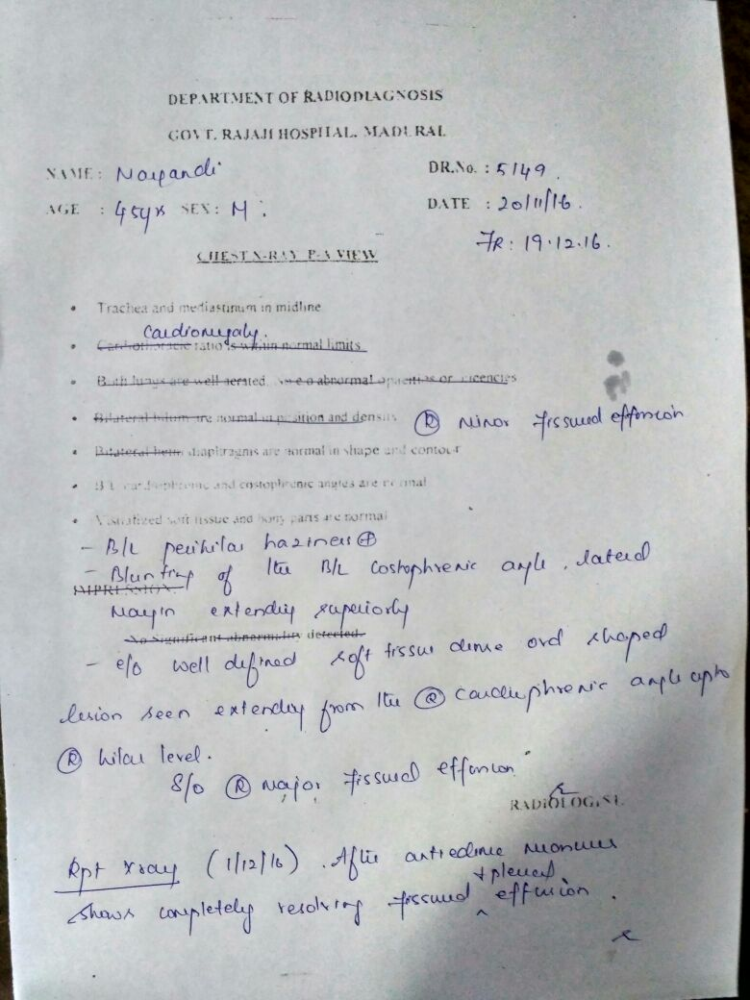 DEPARTMENT OF RADIODIAGNOSIS
GOVT. RAJAJI HOSPITAL, MADURAI
NAME : Nayandi DR.No. : 5149
AGE : 45yrs SEX : M DATE : 20/11/16
FR: 19.12.16
CHEST X-RAY P-A VIEW
• Trachea and mediastinum in midline
Cardiomegaly.
• Cardiothoracic ratio is within normal limits
• Both lungs are well aerated. No e/o abnormal opacities or lucencies
• Bilateral hilum are normal in position and density (R) minor fissural effusion
• Bilateral hemi diaphragms are normal in shape and contour
• B/L cardiophrenic and costophrenic angles are normal
• Visualized soft tissue and bony parts are normal
- B/L perihilar haziness ⊕
- Blunting of the B/L costophrenic angle, lateral
IMPRESSION:
margin extending superiorly
No Significant abnormality detected.
- e/o well defined soft tissue dense oval shaped
lesion seen extending from the (R) cardiophrenic angle upto
(R) hilar level.
S/o (R) major fissural effusion
RADIOLOGIST
Rpt xray (1/12/16). After antiedema measures
+ pleural
shows completely resolving fissural ^ effusion.